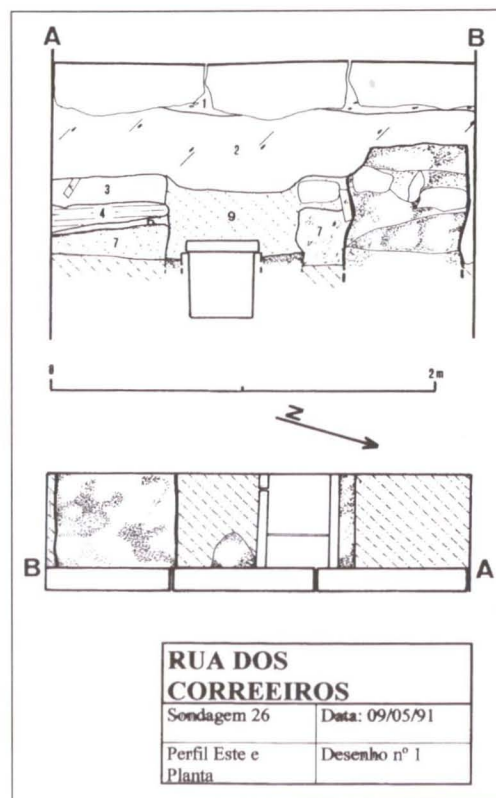 A B
1
2
3
9
4
6
7 7
0 2m
N
B A
RUA DOS
CORREEIROS
Sondagem 26 Data: 09/05/91
Perfil Este e Desenho nº 1
Planta